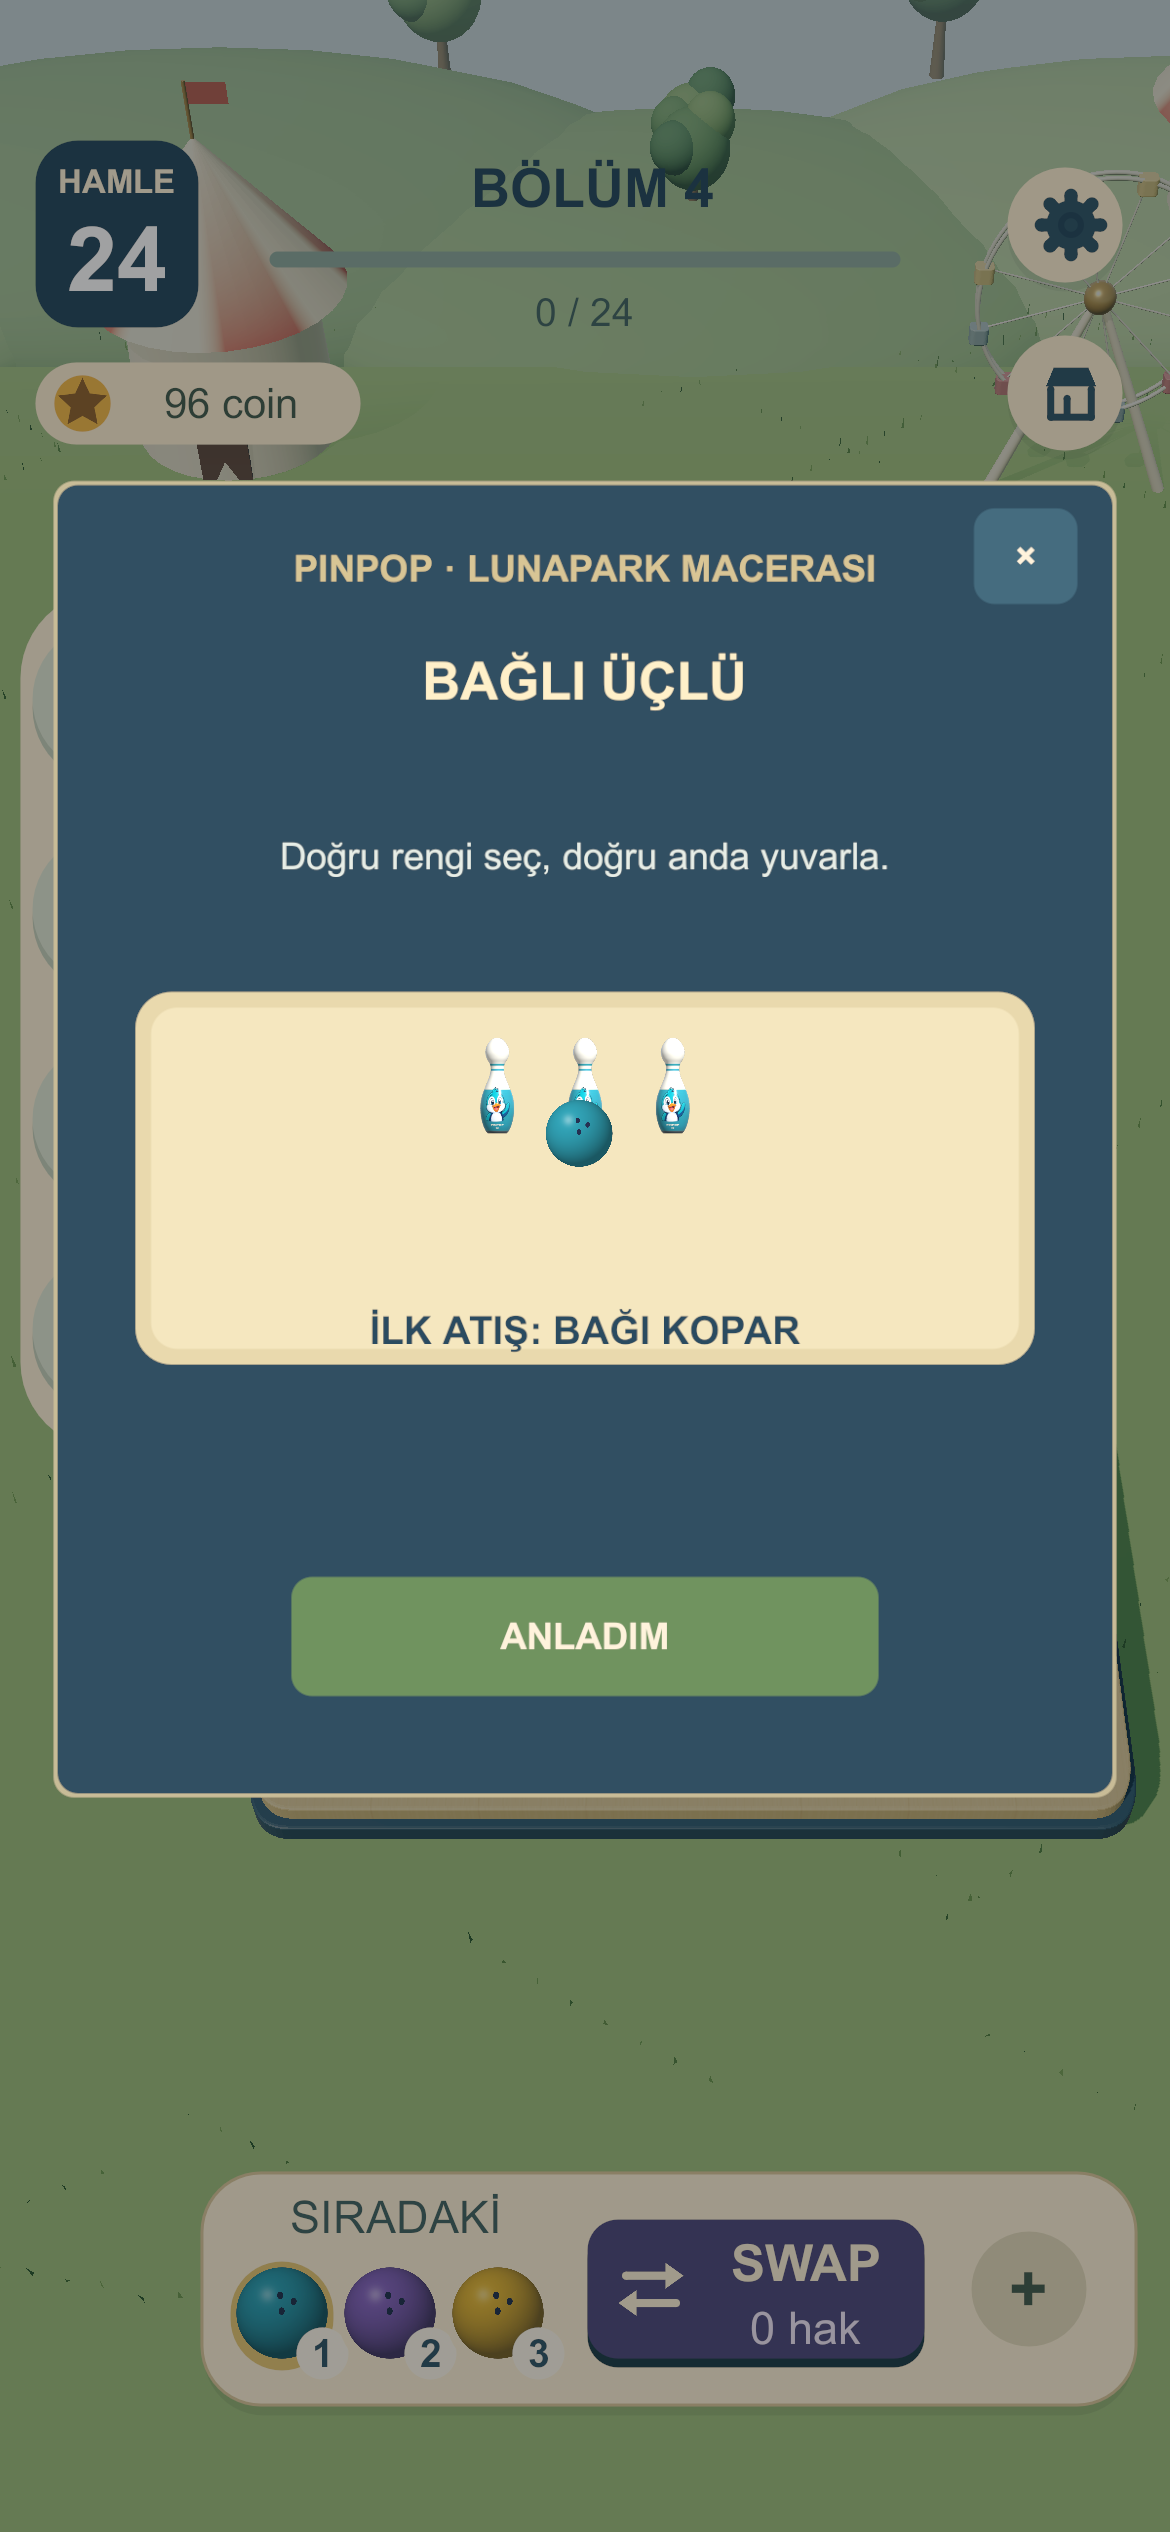 HAMLE
24
BÖLÜM 4
0 / 24
96 coin
PINPOP · LUNAPARK MACERASI
×
BAĞLI ÜÇLÜ
Doğru rengi seç, doğru anda yuvarla.
İLK ATIŞ: BAĞI KOPAR
ANLADIM
SIRADAKİ
1
2
3
SWAP
0 hak
+